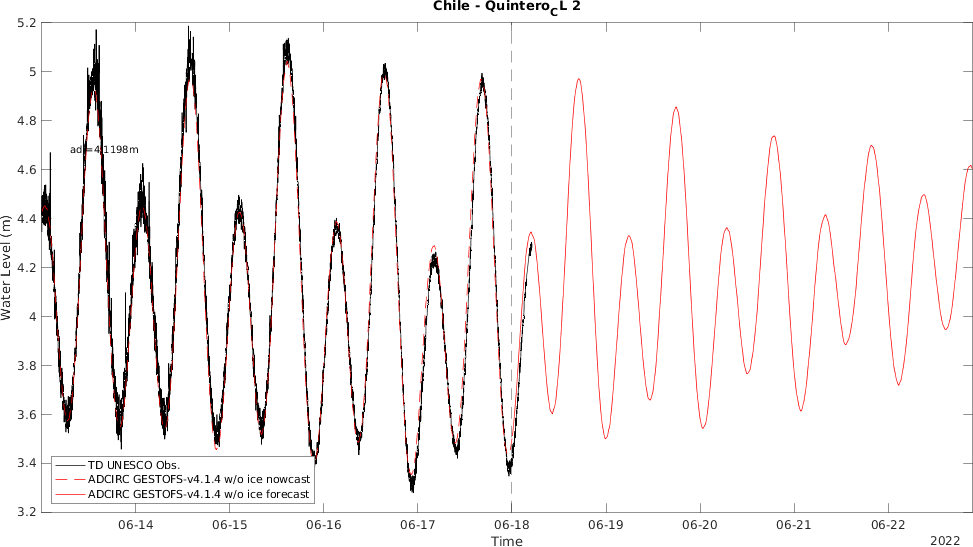 Chile - Quintero_CL 2
5.2
5
4.8
4.6
4.4
4.2
4
3.8
3.6
3.4
3.2
Water Level (m)
adj=4.1198m
TD UNESCO Obs.
ADCIRC GESTOFS-v4.1.4 w/o ice nowcast
ADCIRC GESTOFS-v4.1.4 w/o ice forecast
06-14 06-15 06-16 06-17 06-18 06-19 06-20 06-21 06-22
Time
2022